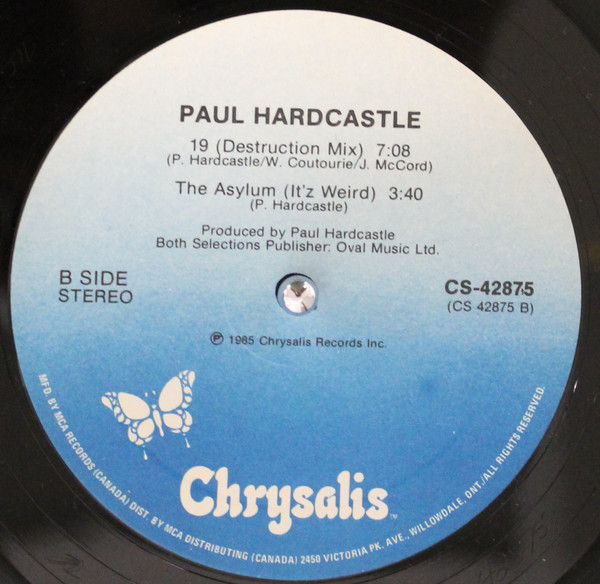 PAUL HARDCASTLE
19 (Destruction Mix) 7:08
(P. Hardcastle/W. Coutourie/J. McCord)
The Asylum (It'z Weird) 3:40
(P. Hardcastle)
Produced by Paul Hardcastle
Both Selections Publisher: Oval Music Ltd.
B SIDE
STEREO
CS-42875
(CS 42875 B)
℗ 1985 Chrysalis Records Inc.
Chrysalis TM
MFD. BY MCA RECORDS (CANADA) DIST. BY MCA DISTRIBUTING (CANADA) 2450 VICTORIA PK. AVE., WILLOWDALE, ONT./ALL RIGHTS RESERVED.